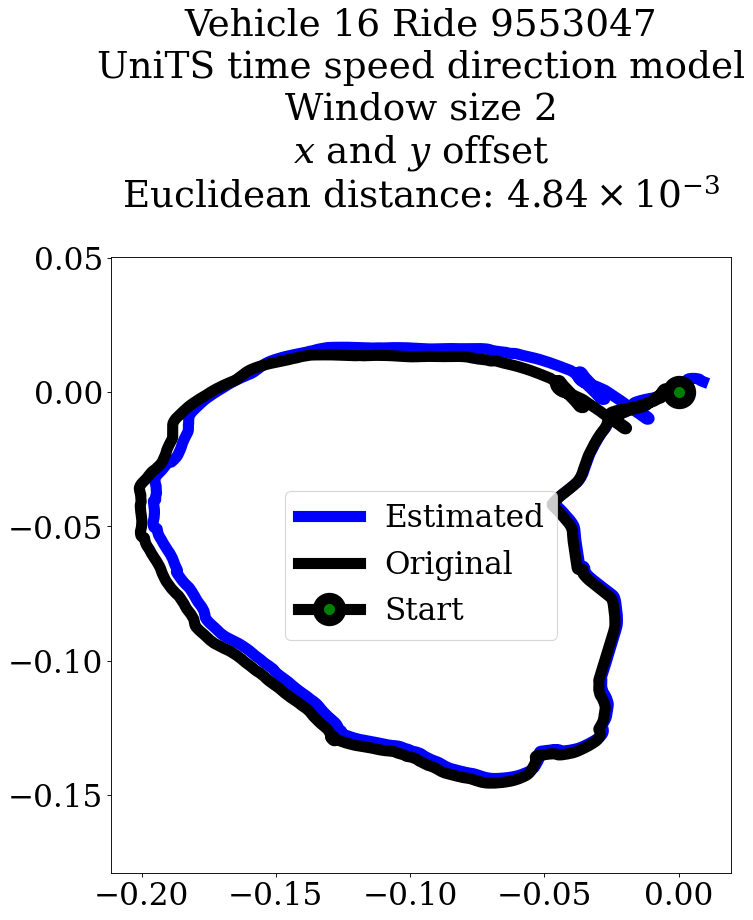 Vehicle 16 Ride 9553047
UniTS time speed direction model
Window size 2
x and y offset
Euclidean distance: 4.84 × 10⁻³
0.05
0.00
−0.05
−0.10
−0.15
Estimated
Original
Start
−0.20 −0.15 −0.10 −0.05 0.00